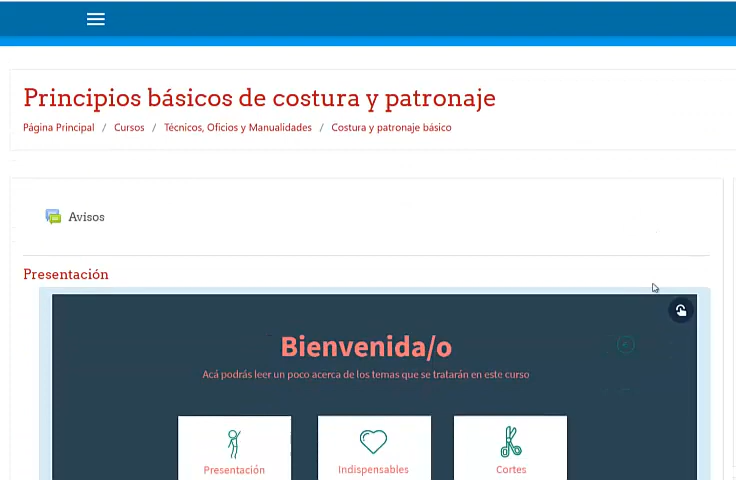 Principios básicos de costura y patronaje
Página Principal / Cursos / Técnicos, Oficios y Manualidades / Costura y patronaje básico
Avisos
Presentación
Bienvenida/o
Acá podrás leer un poco acerca de los temas que se tratarán en este curso
Presentación Indispensables Cortes